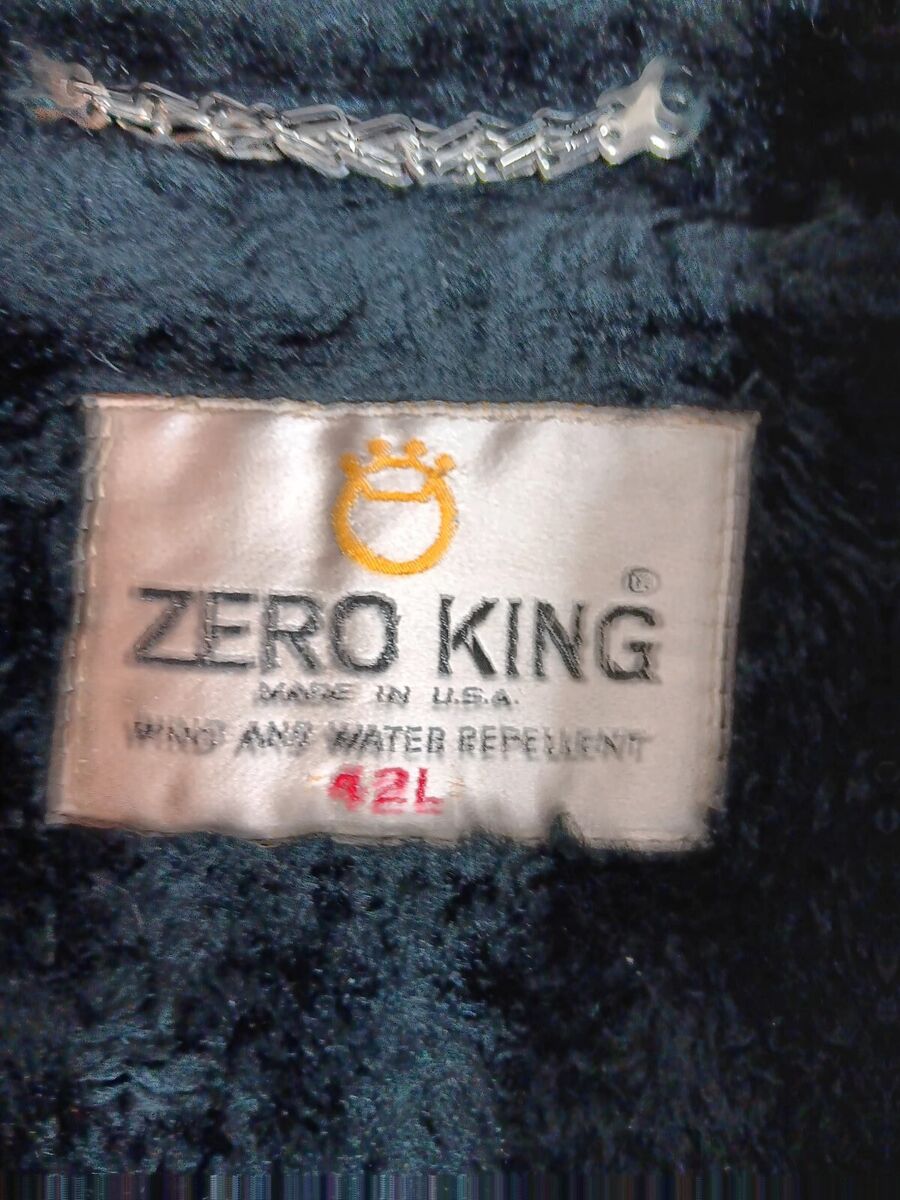 ZERO KING®
MADE IN U.S.A.
WIND AND WATER REPELLENT
42L